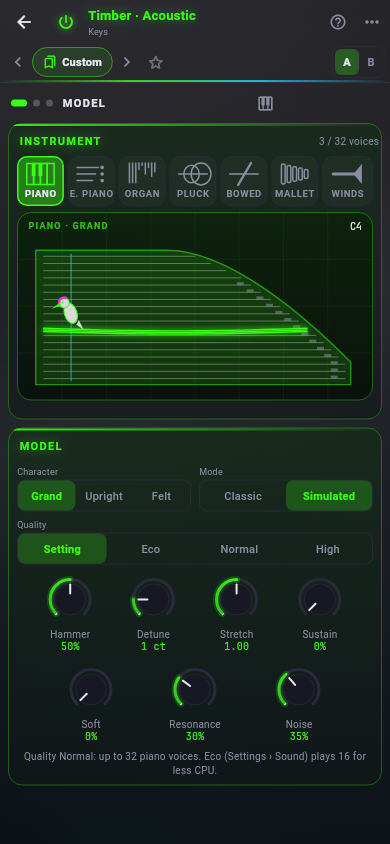 Timber · Acoustic
Keys
Custom
A B
MODEL
INSTRUMENT
3 / 32 voices
PIANO E. PIANO ORGAN PLUCK BOWED MALLET WINDS
PIANO · GRAND
C4
MODEL
Character Mode
Grand Upright Felt Classic Simulated
Quality
Setting Eco Normal High
Hammer Detune Stretch Sustain
50% 1 ct 1.00 0%
Soft Resonance Noise
0% 30% 35%
Quality Normal: up to 32 piano voices. Eco (Settings › Sound) plays 16 for
less CPU.